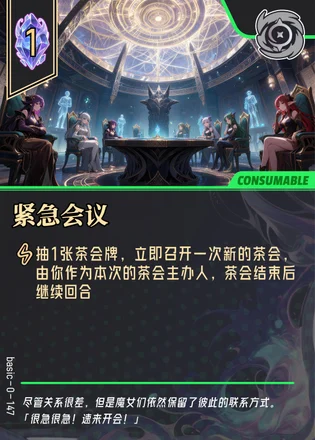 1
CONSUMABLE
紧急会议
抽1张茶会牌，立即召开一次新的茶会，
由你作为本次的茶会主办人，茶会结束后
继续回合
basic-0-147
尽管关系很差，但是魔女们依然保留了彼此的联系方式。
「很急很急！速来开会！」